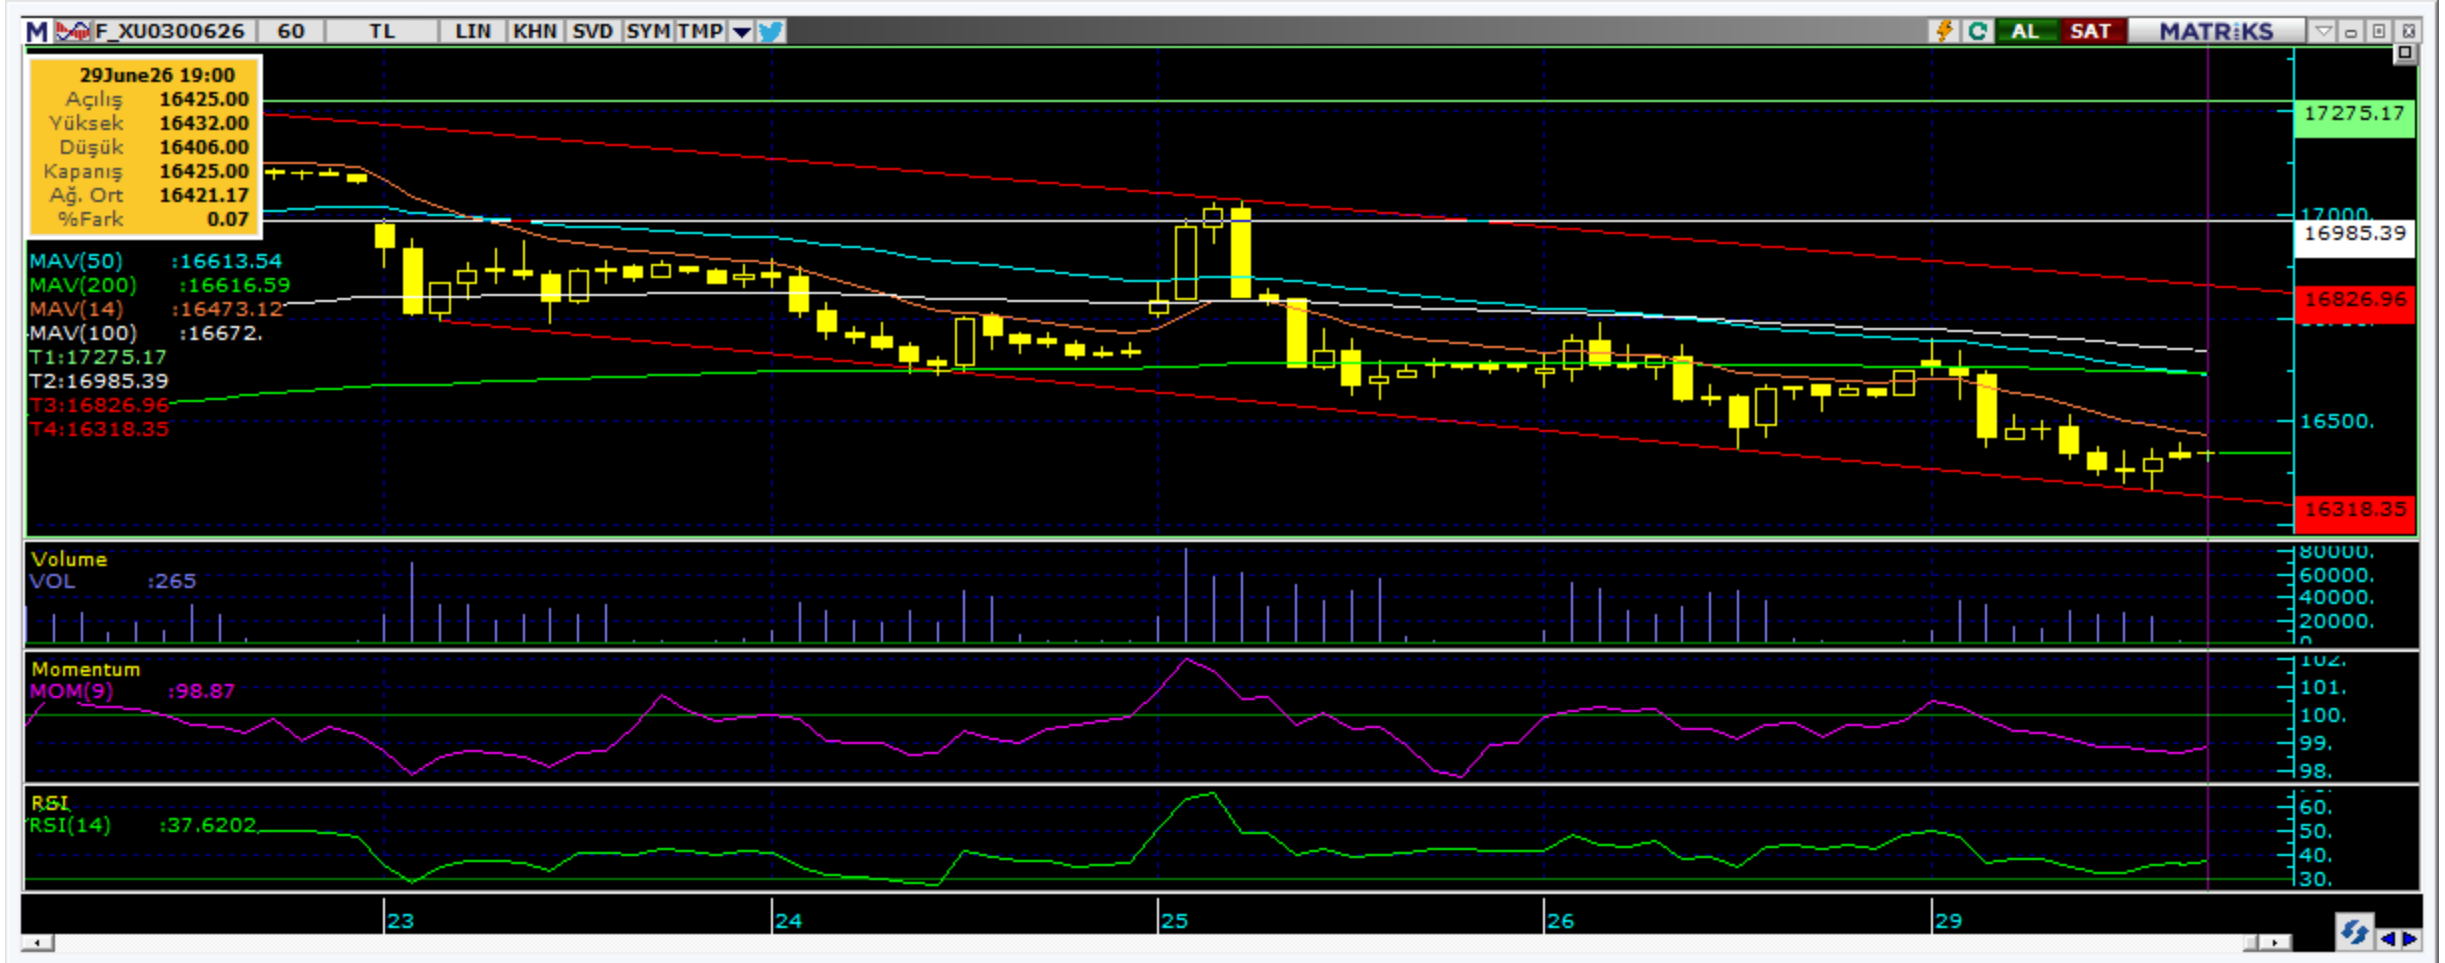 M F_XU0300626 60 TL LIN KHN SVD SYM TMP AL SAT MATRiKS
29June26 19:00
Açılış 16425.00
Yüksek 16432.00
Düşük 16406.00
Kapanış 16425.00
Ağ. Ort 16421.17
%Fark 0.07
MAV(50) :16613.54
MAV(200) :16616.59
MAV(14) :16473.12
MAV(100) :16672.
T1:17275.17
T2:16985.39
T3:16826.96
T4:16318.35
17275.17
17000.
16985.39
16826.96
16500.
16318.35
Volume
VOL :265
80000.
60000.
40000.
20000.
0
Momentum
MOM(9) :98.87
102.
101.
100.
99.
98.
RSI
RSI(14) :37.6202
60.
50.
40.
30.
23 24 25 26 29